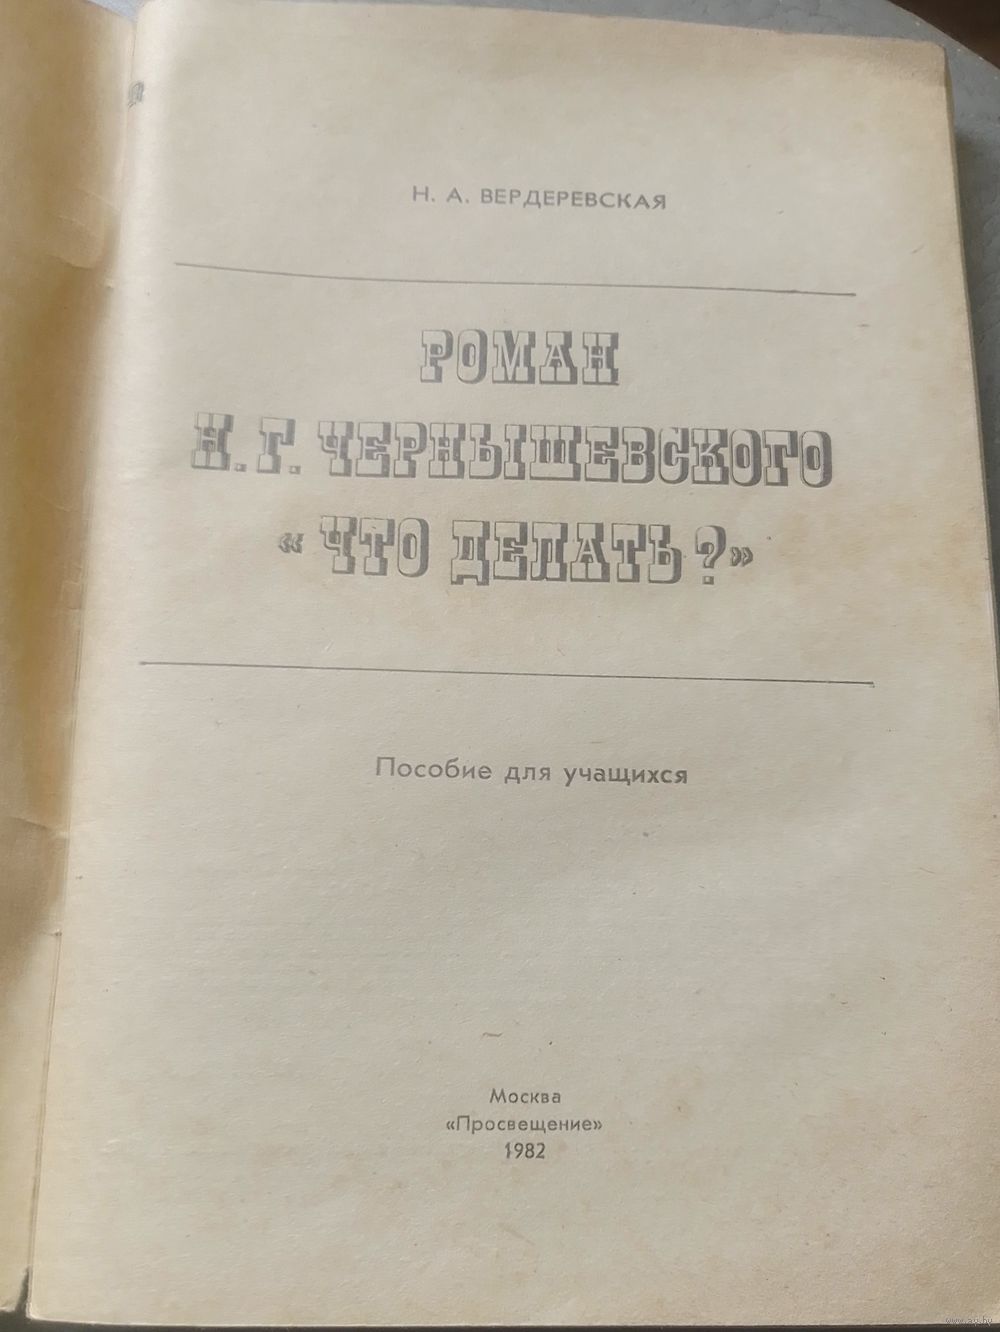 Н. А. ВЕРДЕРЕВСКАЯ
РОМАН
Н. Г. ЧЕРНЫШЕВСКОГО
« ЧТО ДЕЛАТЬ ? »
Пособие для учащихся
Москва
«Просвещение»
1982